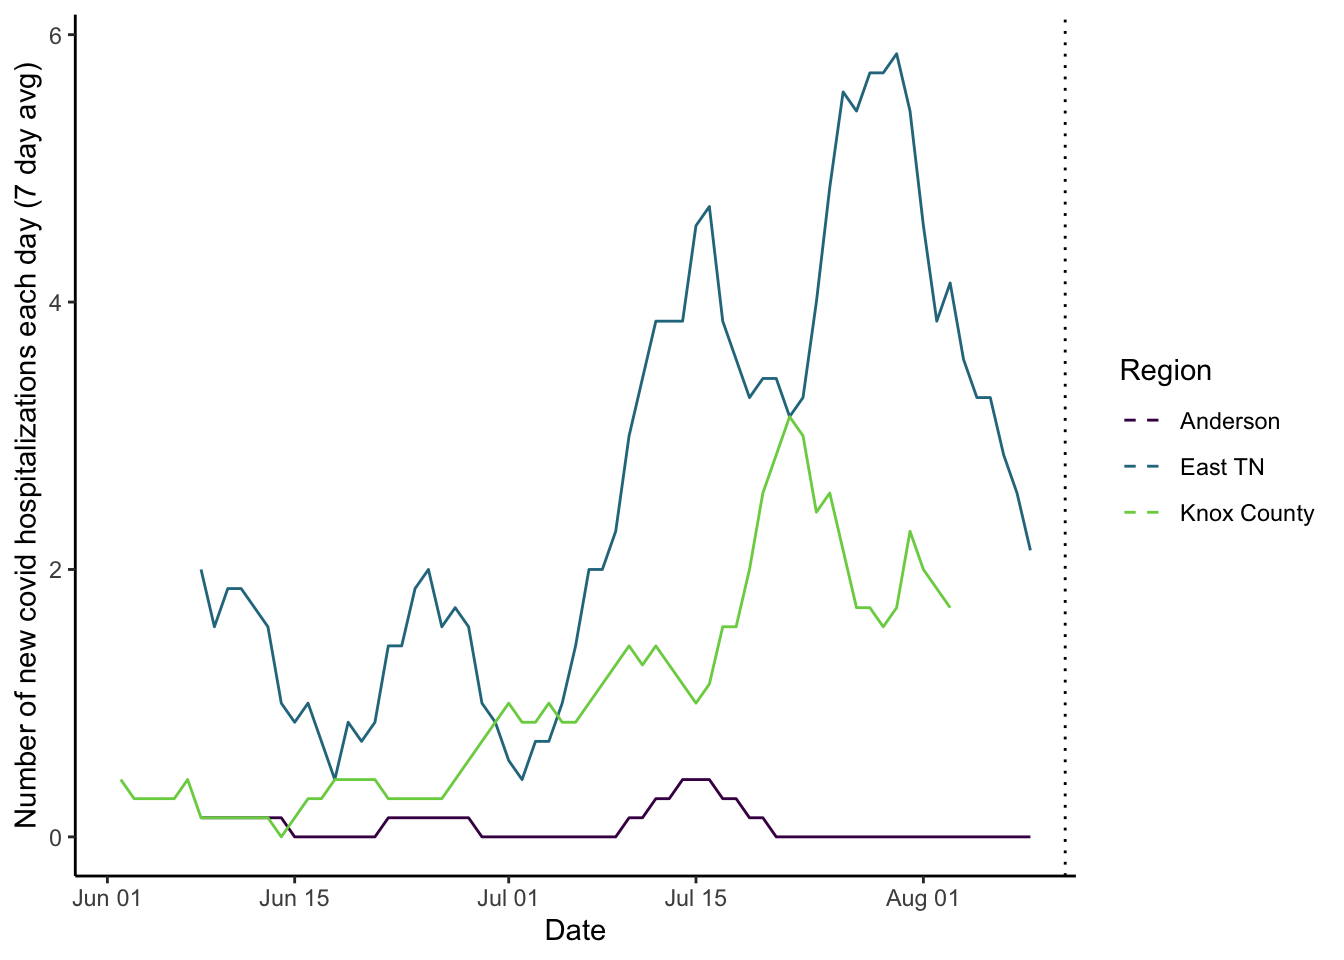 Number of new covid hospitalizations each day (7 day avg)
6
4
2
0
Jun 01
Jun 15
Jul 01
Jul 15
Aug 01
Date
Region
Anderson
East TN
Knox County